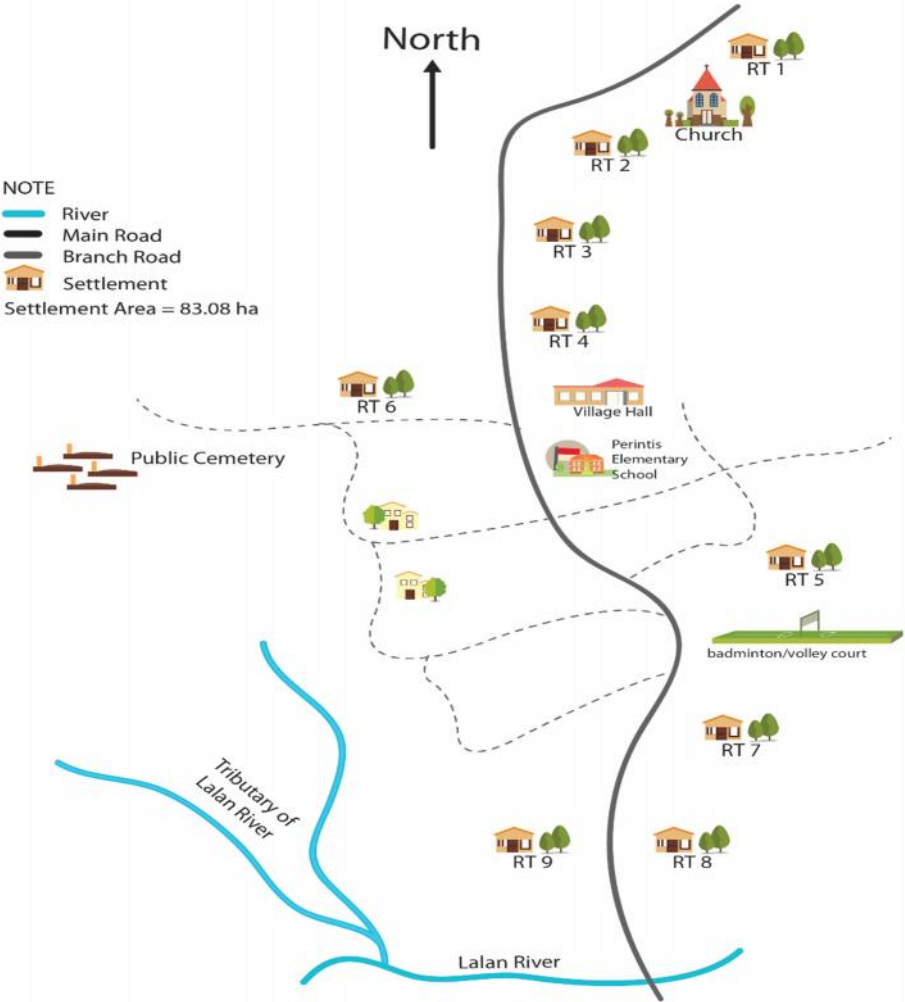 North
RT 1
Church
RT 2
NOTE
River
Main Road
Branch Road
Settlement
Settlement Area = 83.08 ha
RT 3
RT 4
RT 6
Village Hall
Public Cemetery
Perintis
Elementary
School
RT 5
badminton/volley court
RT 7
Tributary of
Lalan River
RT 9
RT 8
Lalan River